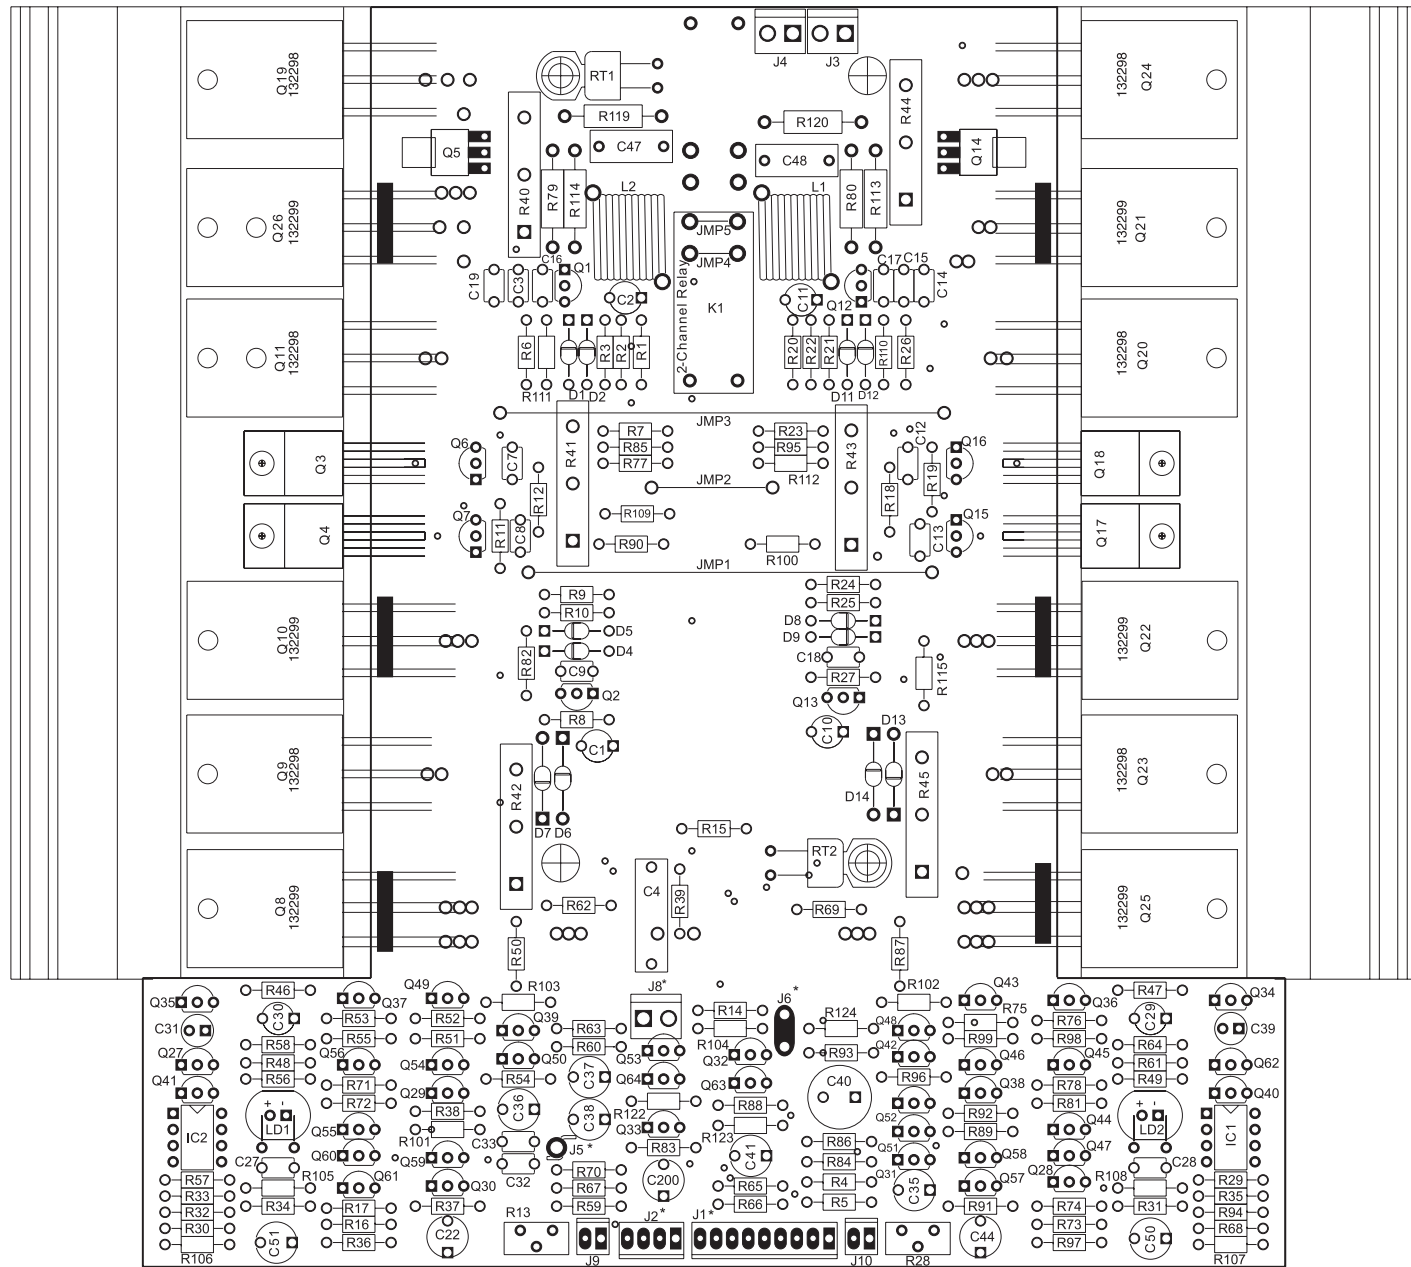 J4
J3
Q19
132298
RT1
R44
132298
Q24
R119
R120
Q5
C47
C48
Q14
R40
R79
R114
L2
L1
R80
R113
Q26
132299
JMP5
JMP4
132299
Q21
C19
C3
C16
Q1
C2
2-Channel Relay
K1
C11
Q12
C17
C15
C14
Q11
132298
R6
R111
D1
D2
R3
R2
R1
R20
R22
R21
D11
D12
R110
R26
132298
Q20
JMP3
Q3
Q6
C7
R12
R41
R7
R85
R77
R23
R95
R112
R43
C12
R18
R19
Q16
Q18
JMP2
Q4
Q7
R11
C8
R109
R90
R100
C13
Q15
Q17
JMP1
Q10
132299
R9
R10
D5
D4
R82
C9
Q2
R8
C1
R24
R25
D8
D9
C18
R27
Q13
C10
R115
132299
Q22
D13
Q9
132298
R42
D7
D6
D14
R45
132298
Q23
R15
RT2
Q8
132299
C4
R39
R62
R69
132299
Q25
R50
R87
Q35
R46
Q37
Q49
R103
J8*
J6*
R102
Q43
R75
Q36
R47
Q34
C31
C30
R53
R52
Q39
R63
R14
R124
Q48
R76
C29
C39
R58
R55
R51
R60
Q53
R104
Q32
R93
Q42
R99
R98
R64
Q27
R48
Q56
Q54
Q50
Q46
Q45
R61
Q62
R56
R71
R54
C37
Q64
Q63
C40
R96
Q38
R78
R49
Q41
R72
Q29
R38
C36
C38
R122
R88
Q52
R92
R81
Q40
IC2
+ -
LD1
Q55
R101
C33
Q33
R123
R86
R89
Q44
+ -
LD2
IC1
Q60
Q59
C32
J5*
R83
C41
R84
Q51
Q58
Q47
C27
C28
R57
R105
Q61
Q30
R70
C200
R65
R4
Q31
C35
Q57
Q28
R108
R29
R33
R34
R17
R37
R67
R66
R5
R91
R74
R31
R35
R32
R16
R13
R59
R73
R94
R30
C51
R36
C22
J9
J2*
J1*
J10
R28
C44
R97
C50
R68
R106
R107